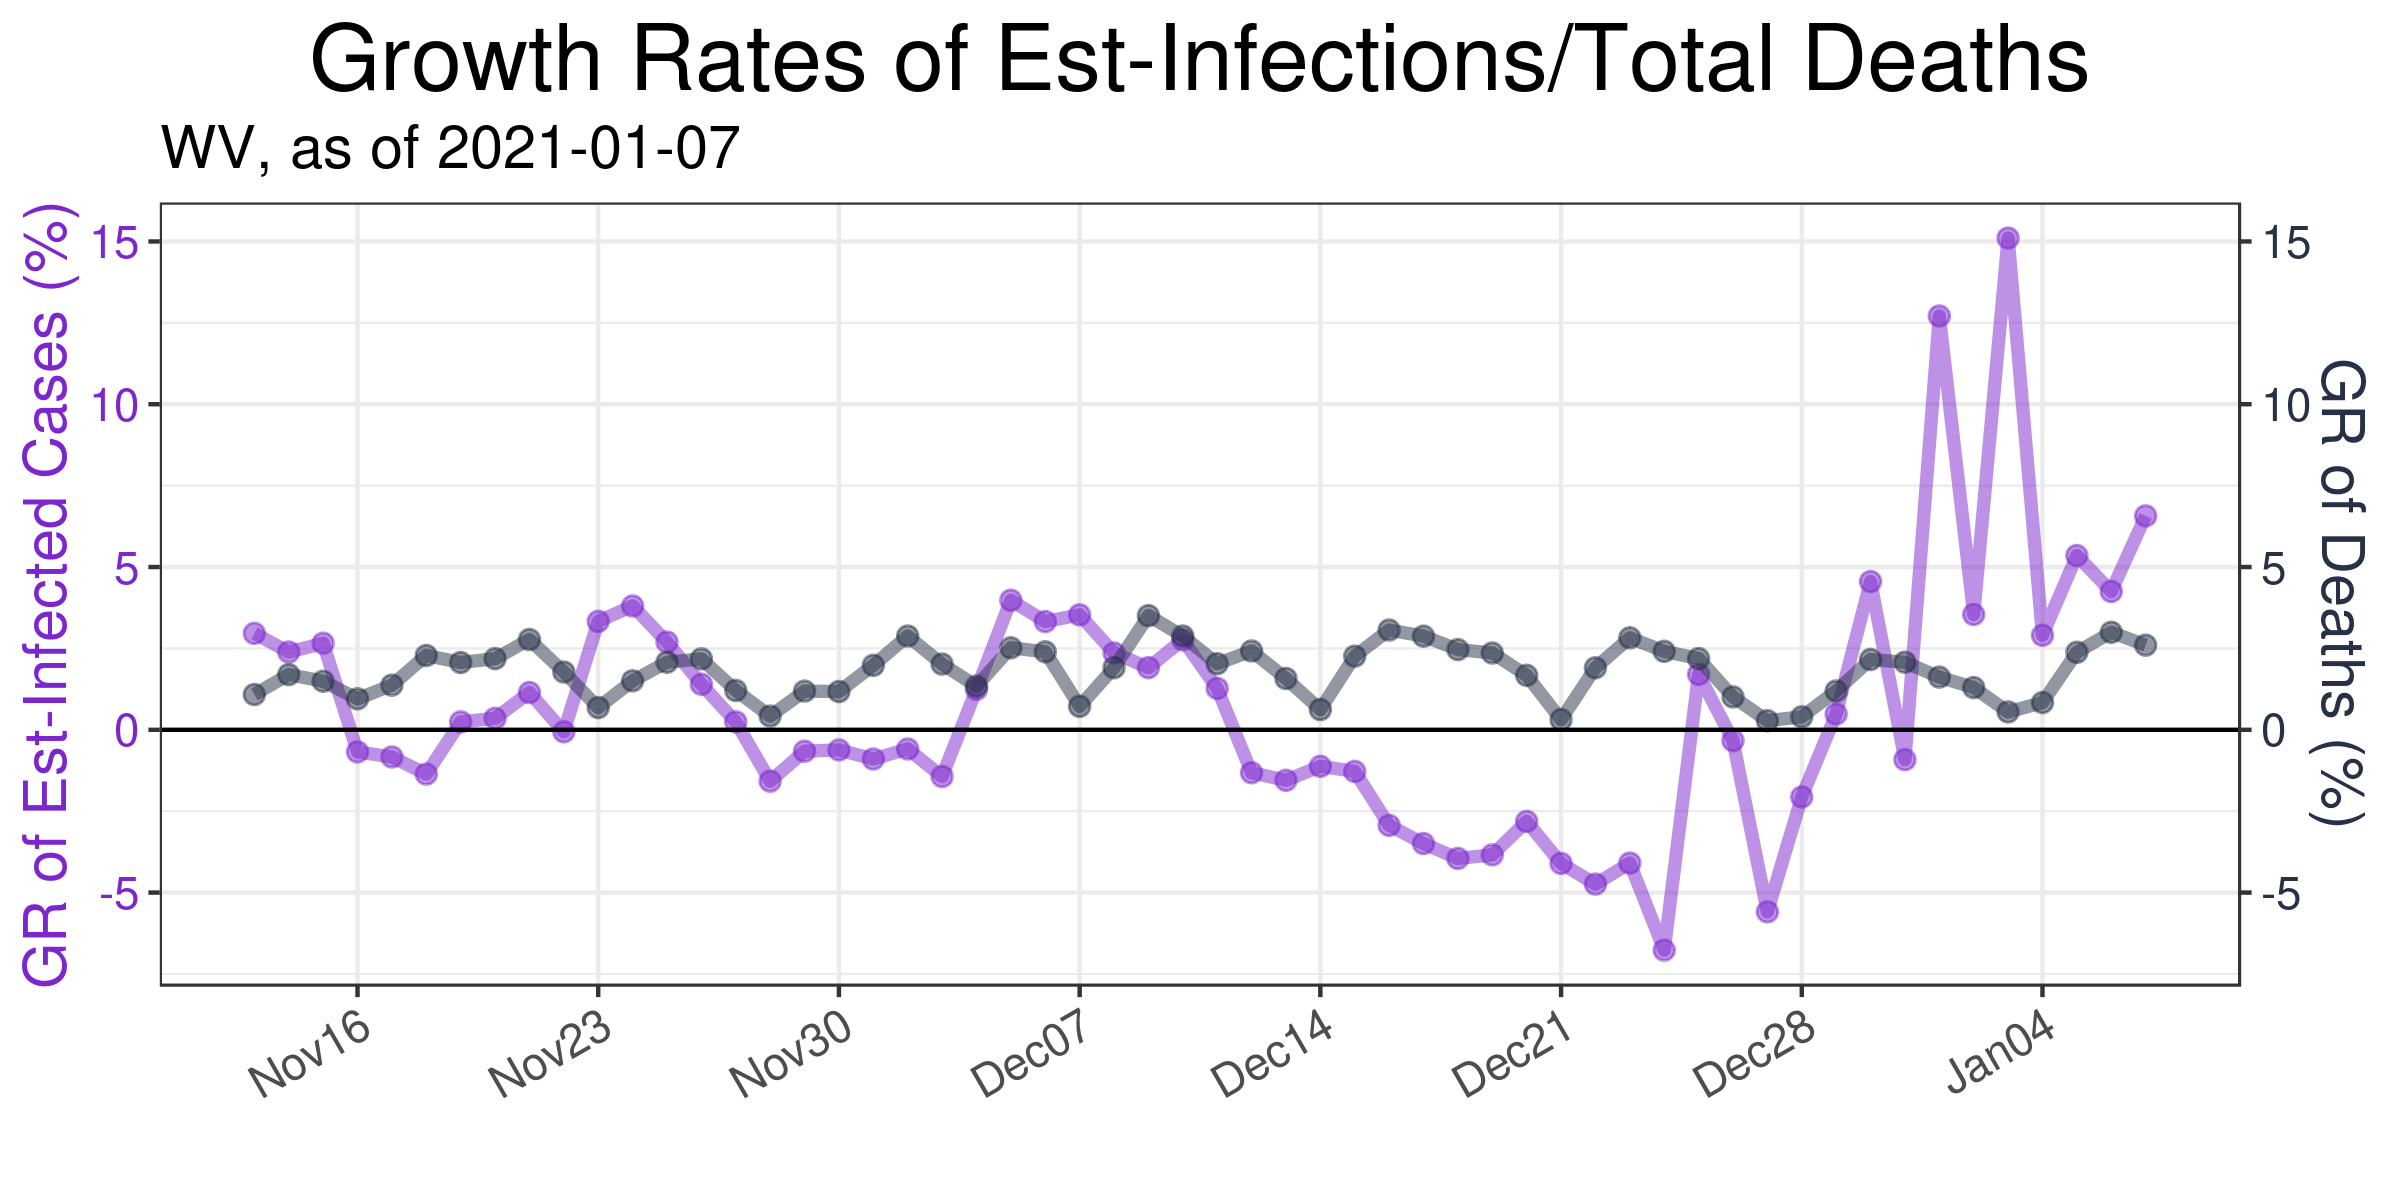 Growth Rates of Est-Infections/Total Deaths
WV, as of 2021-01-07
GR of Est-Infected Cases (%)
15
10
5
0
-5
15
10
5
0
-5
GR of Deaths (%)
Nov16
Nov23
Nov30
Dec07
Dec14
Dec21
Dec28
Jan04